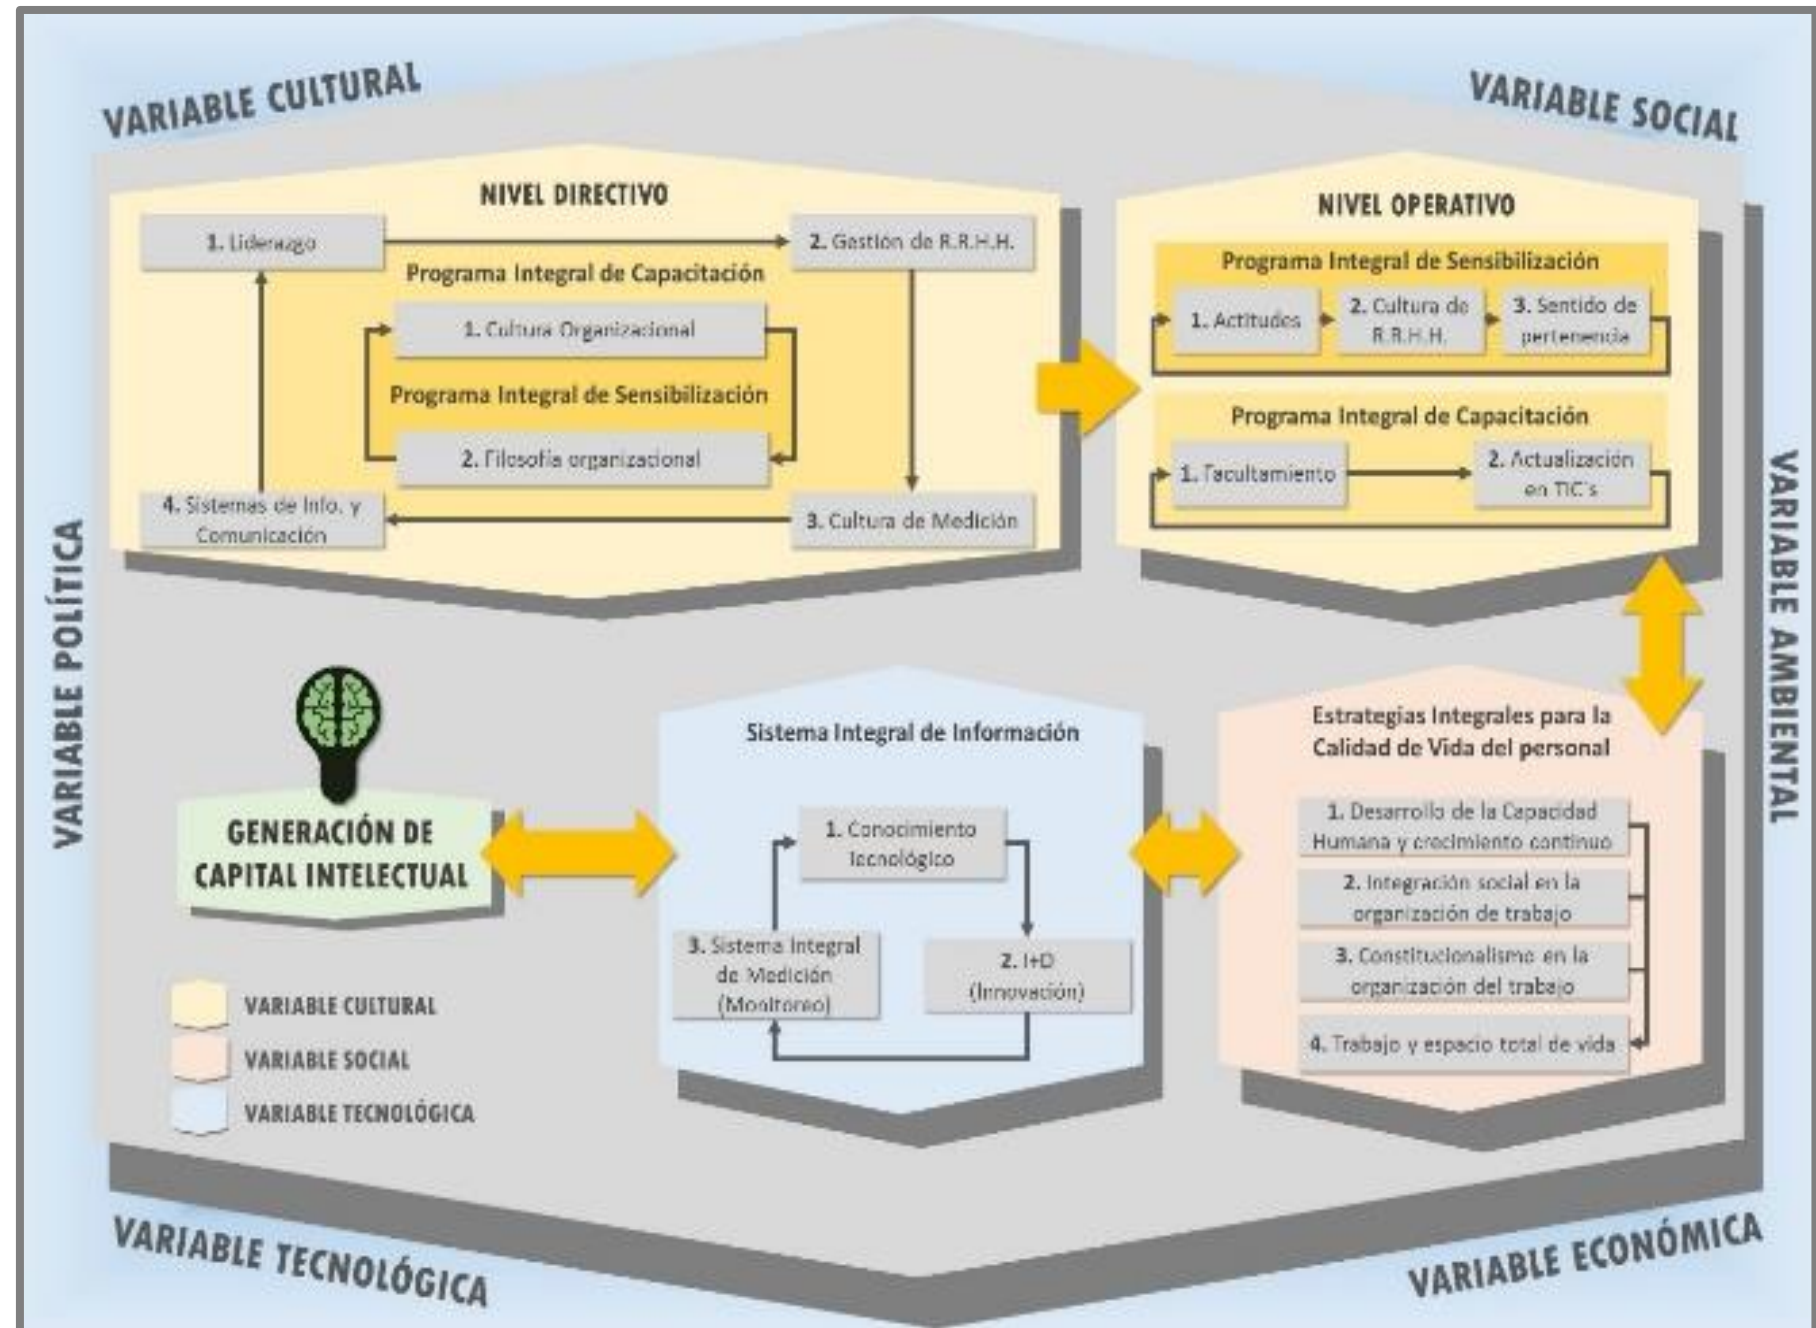 VARIABLE CULTURAL
VARIABLE SOCIAL
VARIABLE POLÍTICA
VARIABLE AMBIENTAL
VARIABLE TECNOLÓGICA
VARIABLE ECONÓMICA
NIVEL DIRECTIVO
1. Liderazgo
2. Gestión de R.R.H.H.
Programa Integral de Capacitación
1. Cultura Organizacional
Programa Integral de Sensibilización
2. Filosofía organizacional
4. Sistemas de Info. y
Comunicación
3. Cultura de Medición
NIVEL OPERATIVO
Programa Integral de Sensibilización
1. Actitudes
2. Cultura de
R.R.H.H.
3. Sentido de
pertenencia
Programa Integral de Capacitación
1. Facultamiento
2. Actualización
en TIC's
GENERACIÓN DE
CAPITAL INTELECTUAL
Sistema Integral de Información
1. Conocimiento
Tecnológico
2. I+D
(Innovación)
3. Sistema Integral
de Medición
(Monitoreo)
Estrategias Integrales para la
Calidad de Vida del personal
1. Desarrollo de la Capacidad
Humana y crecimiento continuo
2. Integración social en la
organización de trabajo
3. Constitucionalismo en la
organización del trabajo
4. Trabajo y espacio total de vida
VARIABLE CULTURAL
VARIABLE SOCIAL
VARIABLE TECNOLÓGICA